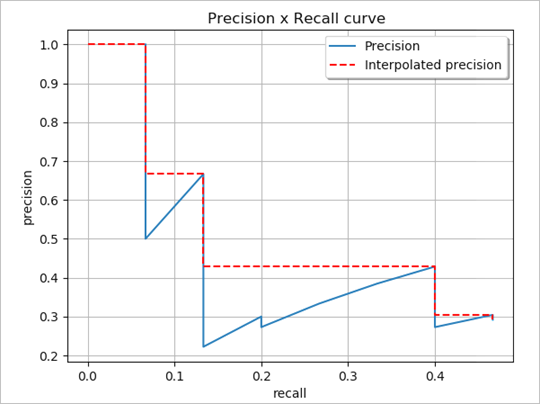 Precision x Recall curve
Precision
Interpolated precision
precision
1.0
0.9
0.8
0.7
0.6
0.5
0.4
0.3
0.2
0.0 0.1 0.2 0.3 0.4
recall